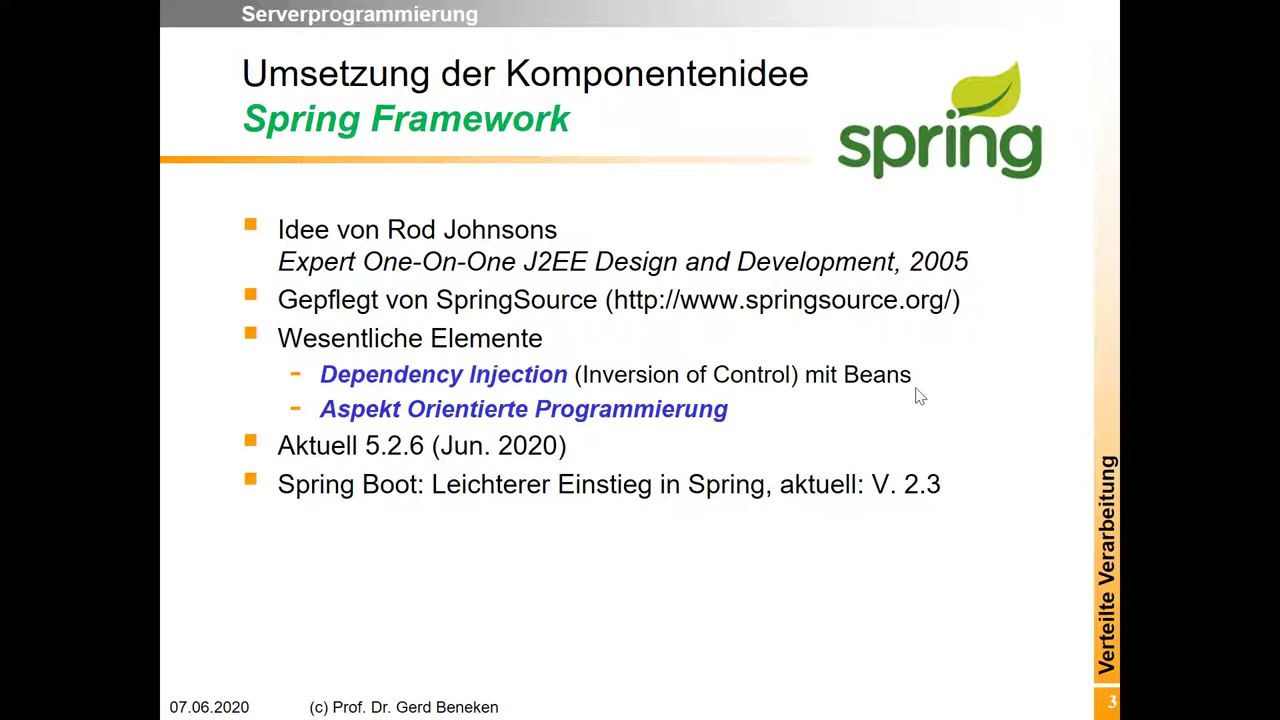 Serverprogrammierung
Umsetzung der Komponentenidee
Spring Framework
spring
Idee von Rod Johnsons
Expert One-On-One J2EE Design and Development, 2005
Gepflegt von SpringSource (http://www.springsource.org/)
Wesentliche Elemente
- Dependency Injection (Inversion of Control) mit Beans
- Aspekt Orientierte Programmierung
Aktuell 5.2.6 (Jun. 2020)
Spring Boot: Leichterer Einstieg in Spring, aktuell: V. 2.3
Verteilte Verarbeitung
07.06.2020
(c) Prof. Dr. Gerd Beneken
3